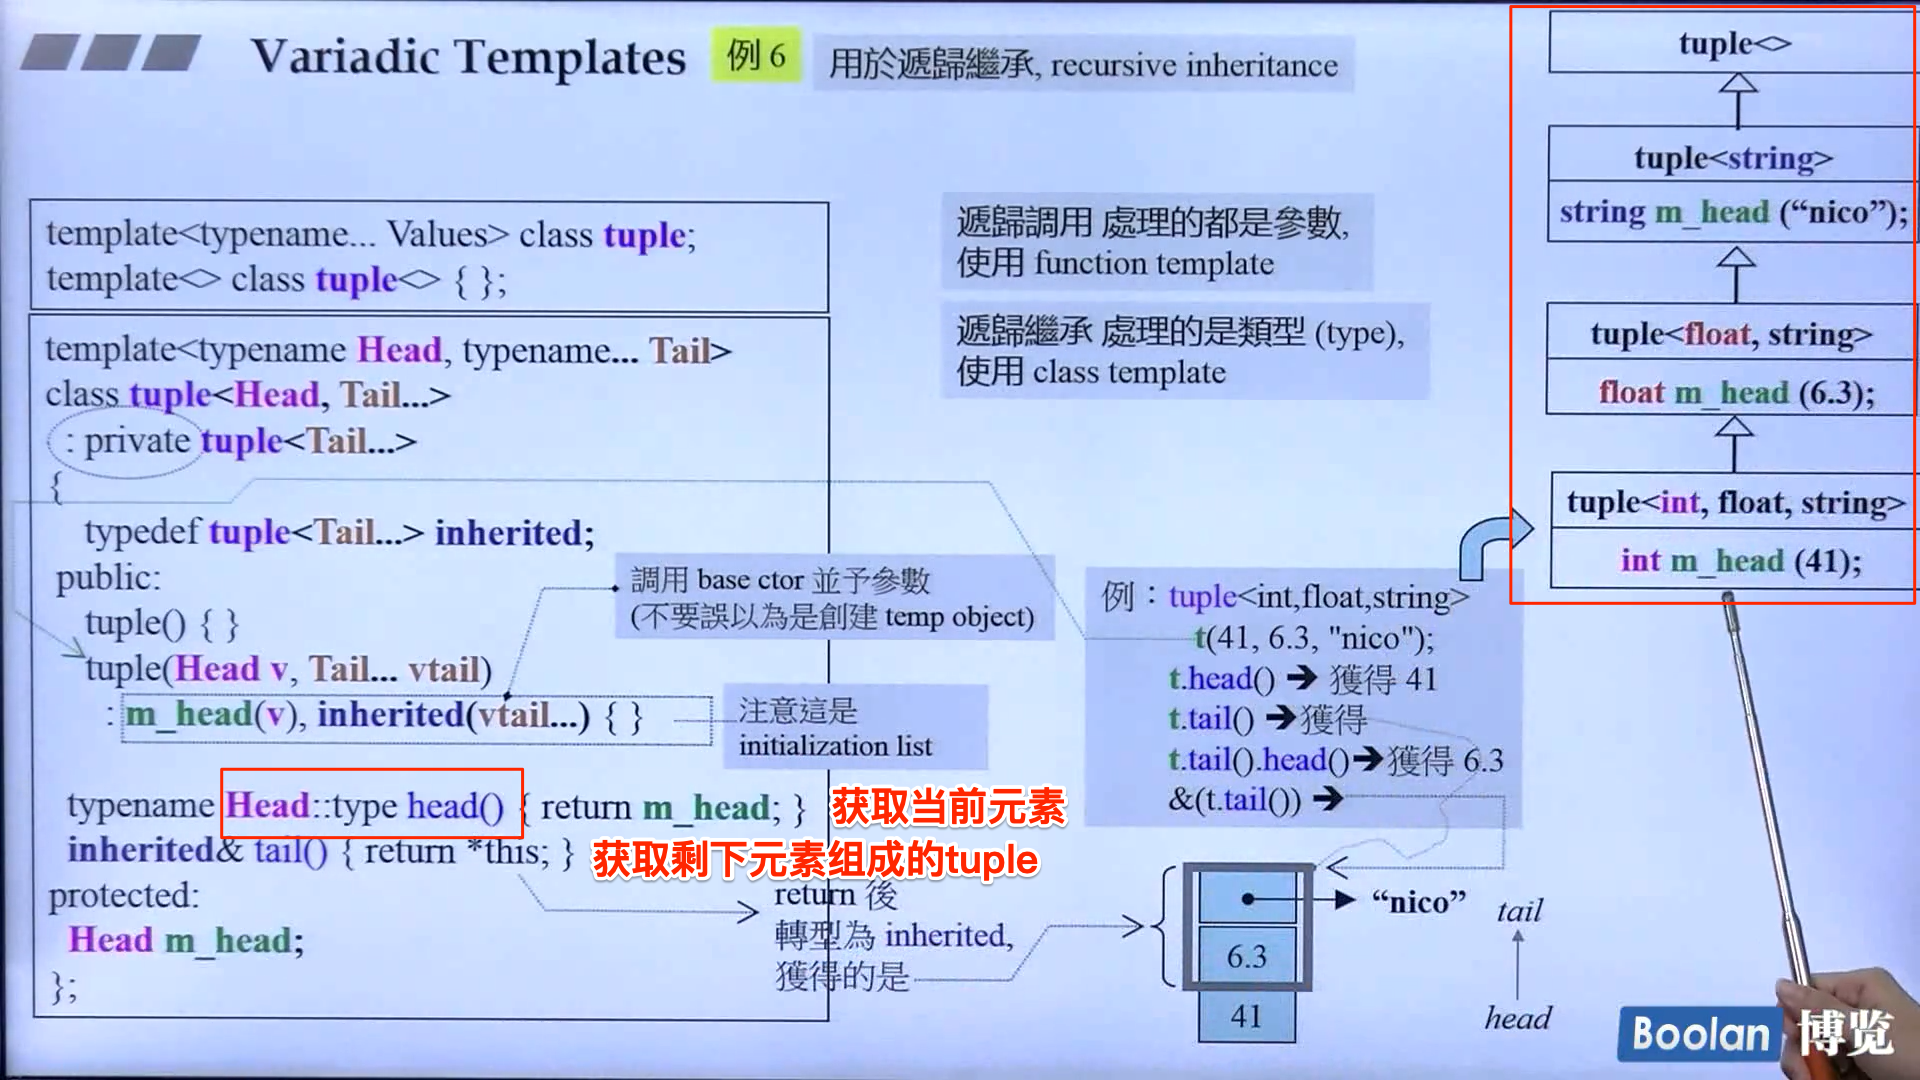 Variadic Templates
例 6
用於遞歸繼承, recursive inheritance
template<typename... Values> class tuple;
template<> class tuple<> { };
template<typename Head, typename... Tail>
class tuple<Head, Tail...>
: private tuple<Tail...>
{
typedef tuple<Tail...> inherited;
public:
tuple() { }
tuple(Head v, Tail... vtail)
: m_head(v), inherited(vtail...) { }
typename Head::type head() { return m_head; }
inherited& tail() { return *this; }
protected:
Head m_head;
};
获取当前元素
获取剩下元素组成的tuple
調用 base ctor 並予參數
(不要誤以為是創建 temp object)
注意這是
initialization list
return 後
轉型為 inherited,
獲得的是
遞歸調用 處理的都是參數,
使用 function template
遞歸繼承 處理的是類型 (type),
使用 class template
例：tuple<int,float,string>
t(41, 6.3, "nico");
t.head() ➔ 獲得 41
t.tail() ➔獲得
t.tail().head()➔獲得 6.3
&(t.tail()) ➔
“nico”
6.3
41
tail
head
tuple<>
tuple<string>
string m_head (“nico”);
tuple<float, string>
float m_head (6.3);
tuple<int, float, string>
int m_head (41);
Boolan 博览